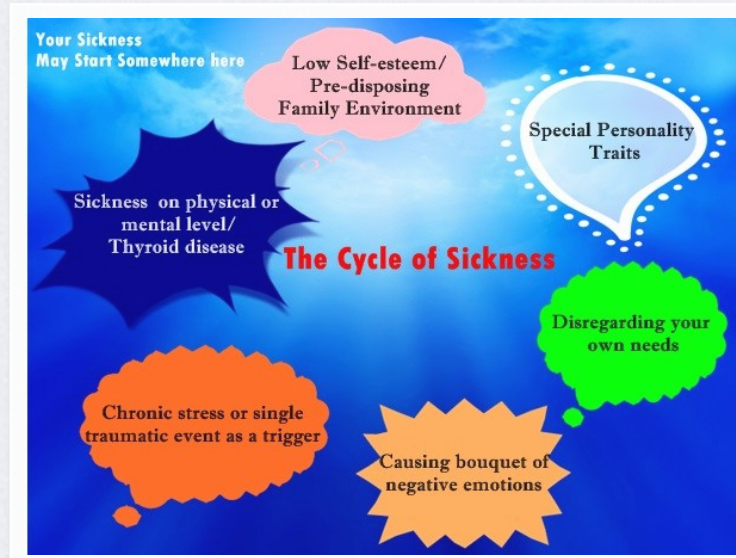 Your Sickness
May Start Somewhere here
Low Self-esteem/
Pre-disposing
Family Environment
Special Personality
Traits
Disregarding your
own needs
Causing bouquet of
negative emotions
Chronic stress or single
traumatic event as a trigger
Sickness on physical or
mental level/
Thyroid disease
The Cycle of Sickness